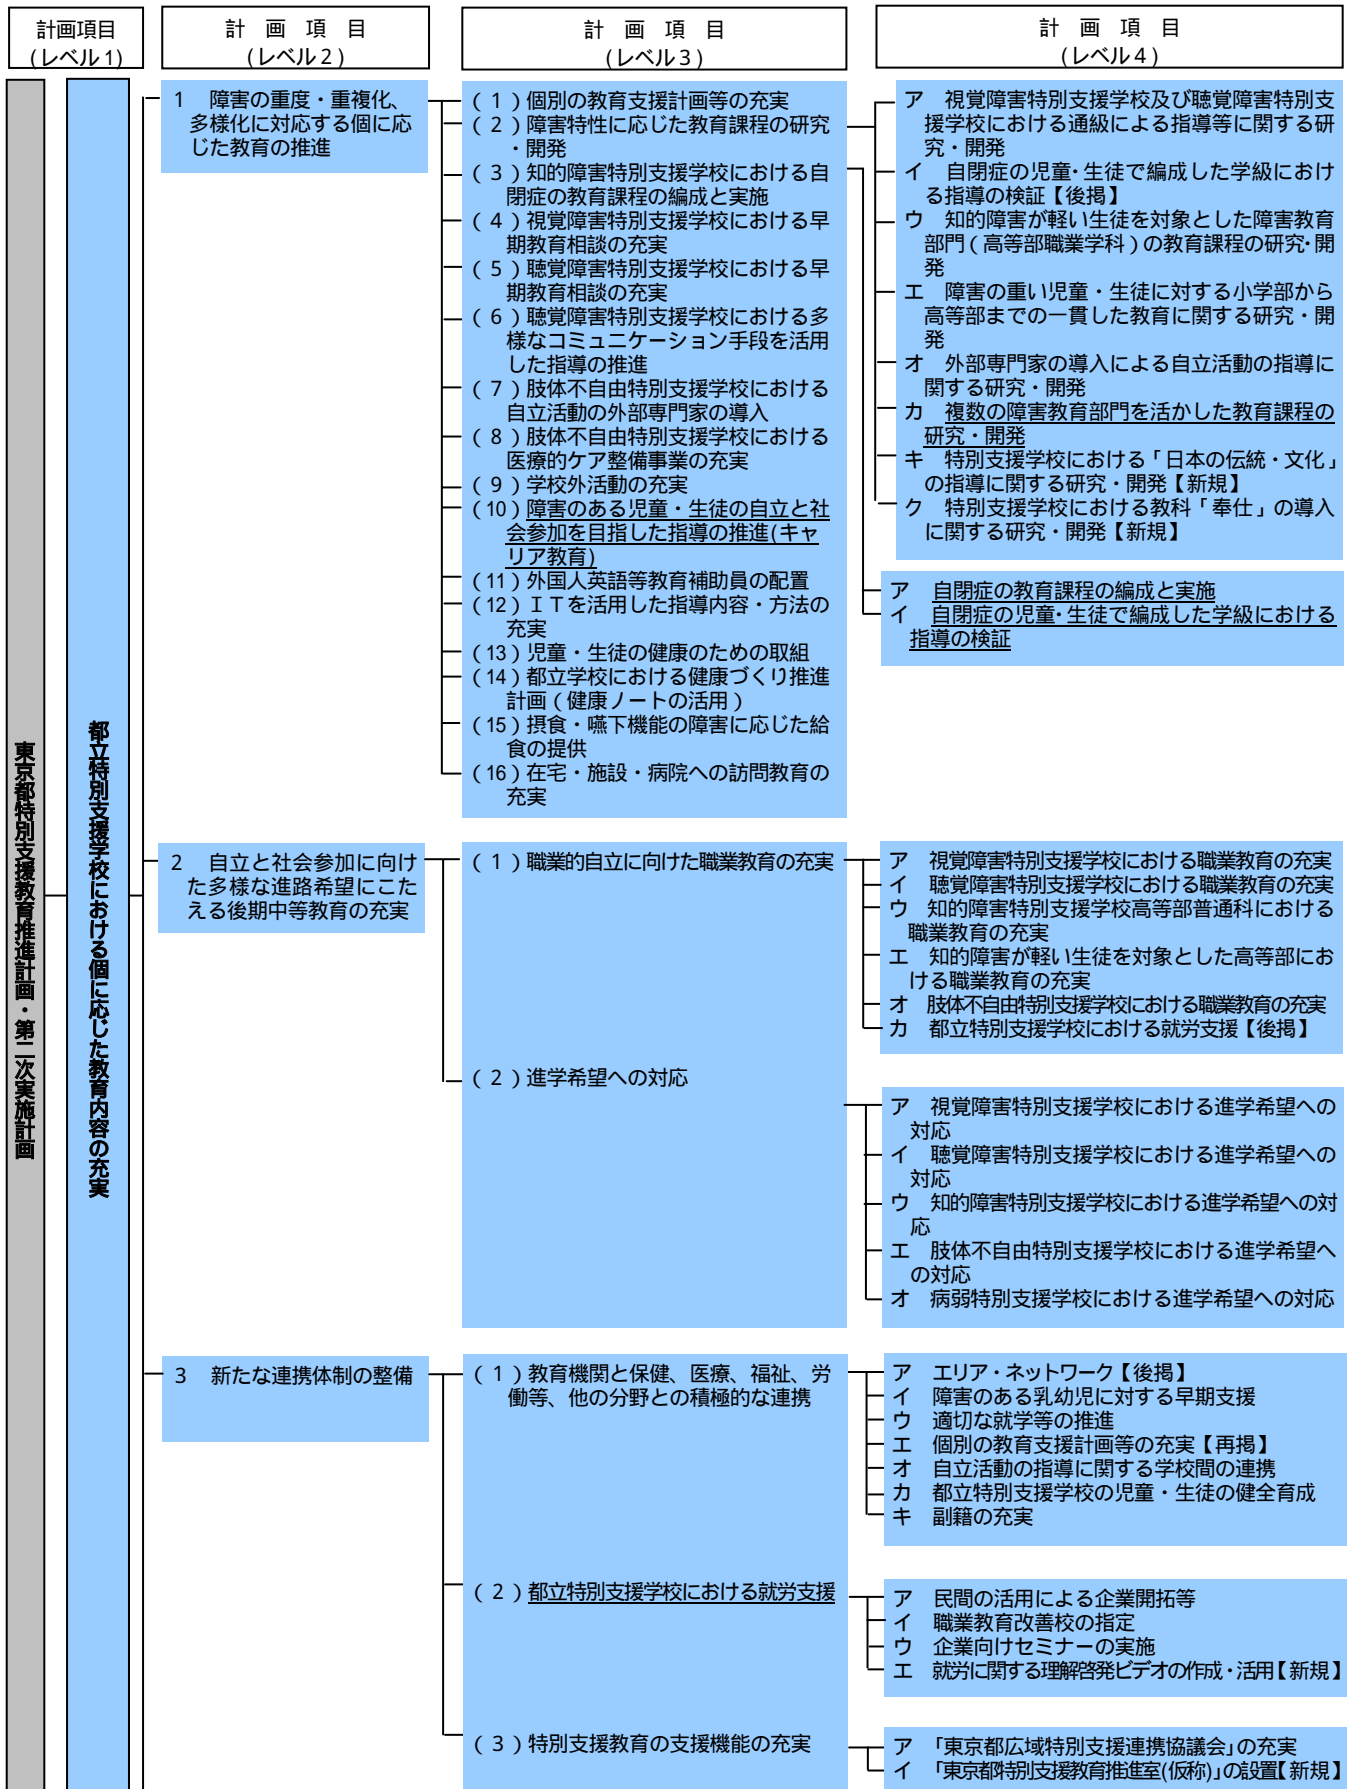 計画項目
(レベル1)
計　画　項　目
(レベル2)
計　画　項　目
(レベル3)
計　画　項　目
(レベル4)
東京都特別支援教育推進計画・第二次実施計画
都立特別支援学校における個に応じた教育内容の充実
1　障害の重度・重複化、
多様化に対応する個に応
じた教育の推進
(1)個別の教育支援計画等の充実
(2)障害特性に応じた教育課程の研究
・開発
(3)知的障害特別支援学校における自
閉症の教育課程の編成と実施
(4)視覚障害特別支援学校における早
期教育相談の充実
(5)聴覚障害特別支援学校における早
期教育相談の充実
(6)聴覚障害特別支援学校における多
様なコミュニケーション手段を活用
した指導の推進
(7)肢体不自由特別支援学校における
自立活動の外部専門家の導入
(8)肢体不自由特別支援学校における
医療的ケア整備事業の充実
(9)学校外活動の充実
(10)障害のある児童・生徒の自立と社
会参加を目指した指導の推進(キャ
リア教育)
(11)外国人英語等教育補助員の配置
(12)ITを活用した指導内容・方法の
充実
(13)児童・生徒の健康のための取組
(14)都立学校における健康づくり推進
計画(健康ノートの活用)
(15)摂食・嚥下機能の障害に応じた給
食の提供
(16)在宅・施設・病院への訪問教育の
充実
ア　視覚障害特別支援学校及び聴覚障害特別支
援学校における通級による指導等に関する研
究・開発
イ　自閉症の児童・生徒で編成した学級におけ
る指導の検証【後掲】
ウ　知的障害が軽い生徒を対象とした障害教育
部門(高等部職業学科)の教育課程の研究・開
発
エ　障害の重い児童・生徒に対する小学部から
高等部までの一貫した教育に関する研究・開
発
オ　外部専門家の導入による自立活動の指導に
関する研究・開発
カ　複数の障害教育部門を活かした教育課程の
研究・開発
キ　特別支援学校における「日本の伝統・文化」
の指導に関する研究・開発【新規】
ク　特別支援学校における教科「奉仕」の導入
に関する研究・開発【新規】
ア　自閉症の教育課程の編成と実施
イ　自閉症の児童・生徒で編成した学級における
指導の検証
2　自立と社会参加に向け
た多様な進路希望にこた
える後期中等教育の充実
(1)職業的自立に向けた職業教育の充実
ア　視覚障害特別支援学校における職業教育の充実
イ　聴覚障害特別支援学校における職業教育の充実
ウ　知的障害特別支援学校高等部普通科における
職業教育の充実
エ　知的障害が軽い生徒を対象とした高等部にお
ける職業教育の充実
オ　肢体不自由特別支援学校における職業教育の充実
カ　都立特別支援学校における就労支援【後掲】
(2)進学希望への対応
ア　視覚障害特別支援学校における進学希望への
対応
イ　聴覚障害特別支援学校における進学希望への
対応
ウ　知的障害特別支援学校における進学希望への対
応
エ　肢体不自由特別支援学校における進学希望へ
の対応
オ　病弱特別支援学校における進学希望への対応
3　新たな連携体制の整備
(1)教育機関と保健、医療、福祉、労
働等、他の分野との積極的な連携
ア　エリア・ネットワーク【後掲】
イ　障害のある乳幼児に対する早期支援
ウ　適切な就学等の推進
エ　個別の教育支援計画等の充実【再掲】
オ　自立活動の指導に関する学校間の連携
カ　都立特別支援学校の児童・生徒の健全育成
キ　副籍の充実
(2)都立特別支援学校における就労支援
ア　民間の活用による企業開拓等
イ　職業教育改善校の指定
ウ　企業向けセミナーの実施
エ　就労に関する理解啓発ビデオの作成・活用【新規】
(3)特別支援教育の支援機能の充実
ア　「東京都広域特別支援連携協議会」の充実
イ　「東京都特別支援教育推進室(仮称)」の設置【新規】